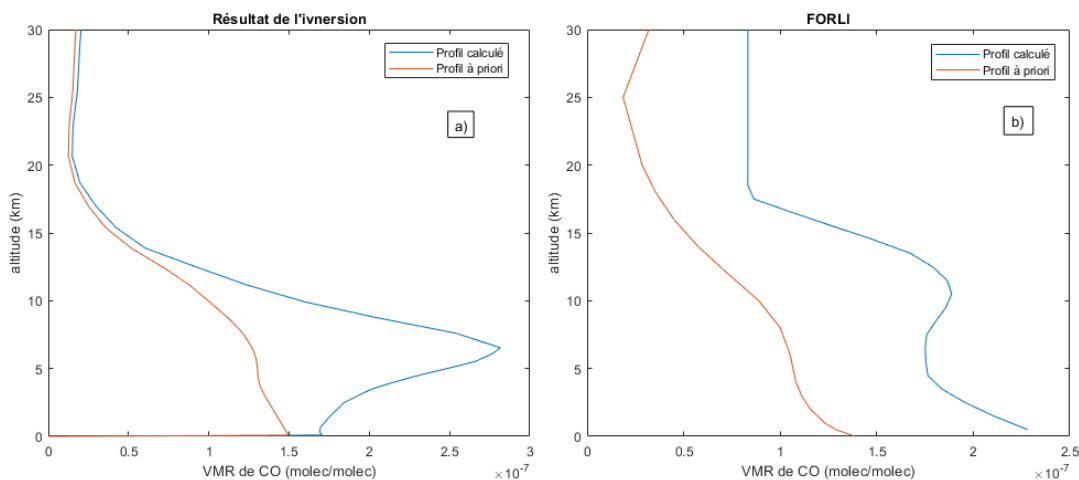 Résultat de l'ivnersion
30
25
20
15
10
5
0
altitude (km)
Profil calculé
Profil à priori
a)
0
0.5
1
1.5
2
2.5
3
VMR de CO (molec/molec)
×10-7
FORLI
30
25
20
15
10
5
0
altitude (km)
Profil calculé
Profil à priori
b)
0
0.5
1
1.5
2
2.5
VMR de CO (molec/molec)
×10-7